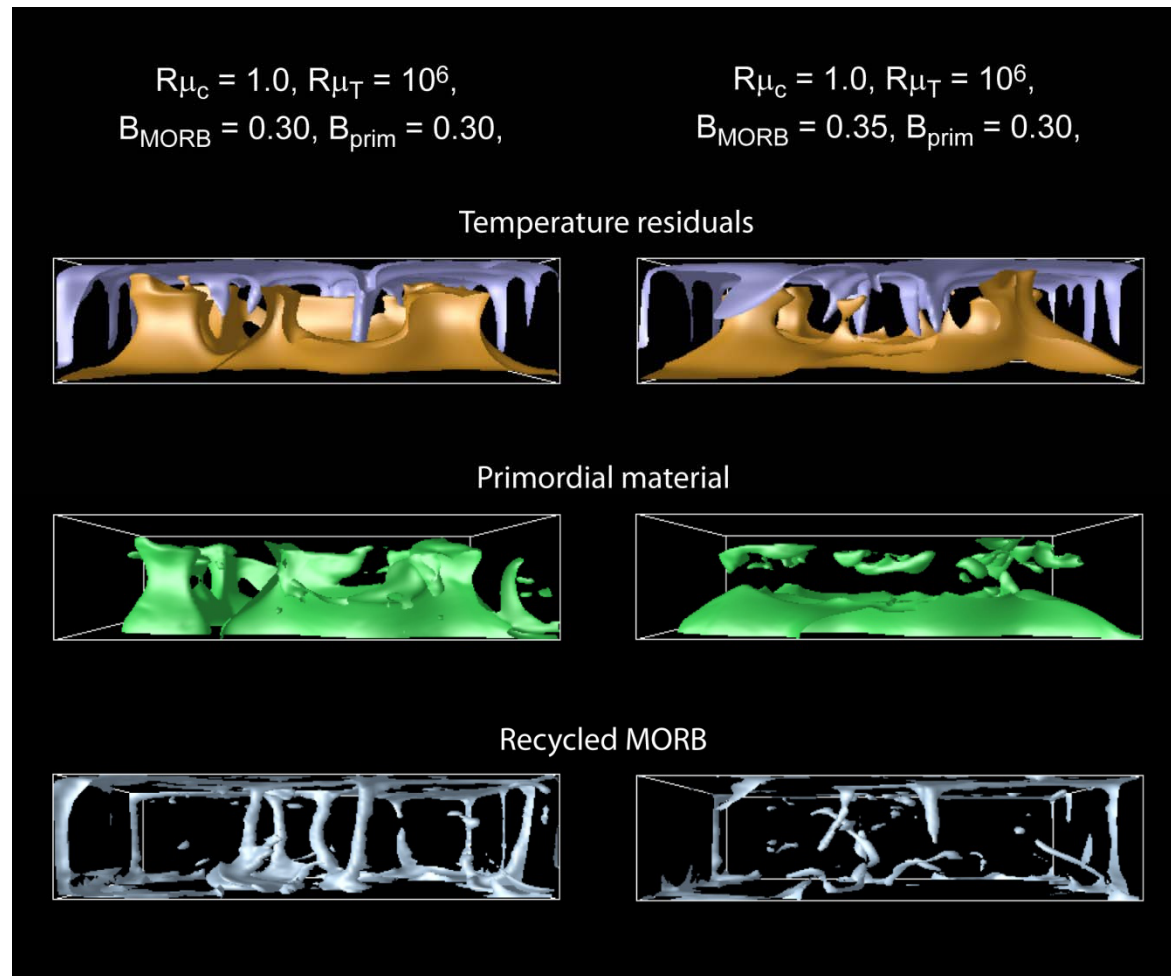 Rμc = 1.0, RμT = 10⁶,
BMORB = 0.30, Bprim = 0.30,
Rμc = 1.0, RμT = 10⁶,
BMORB = 0.35, Bprim = 0.30,
Temperature residuals
Primordial material
Recycled MORB